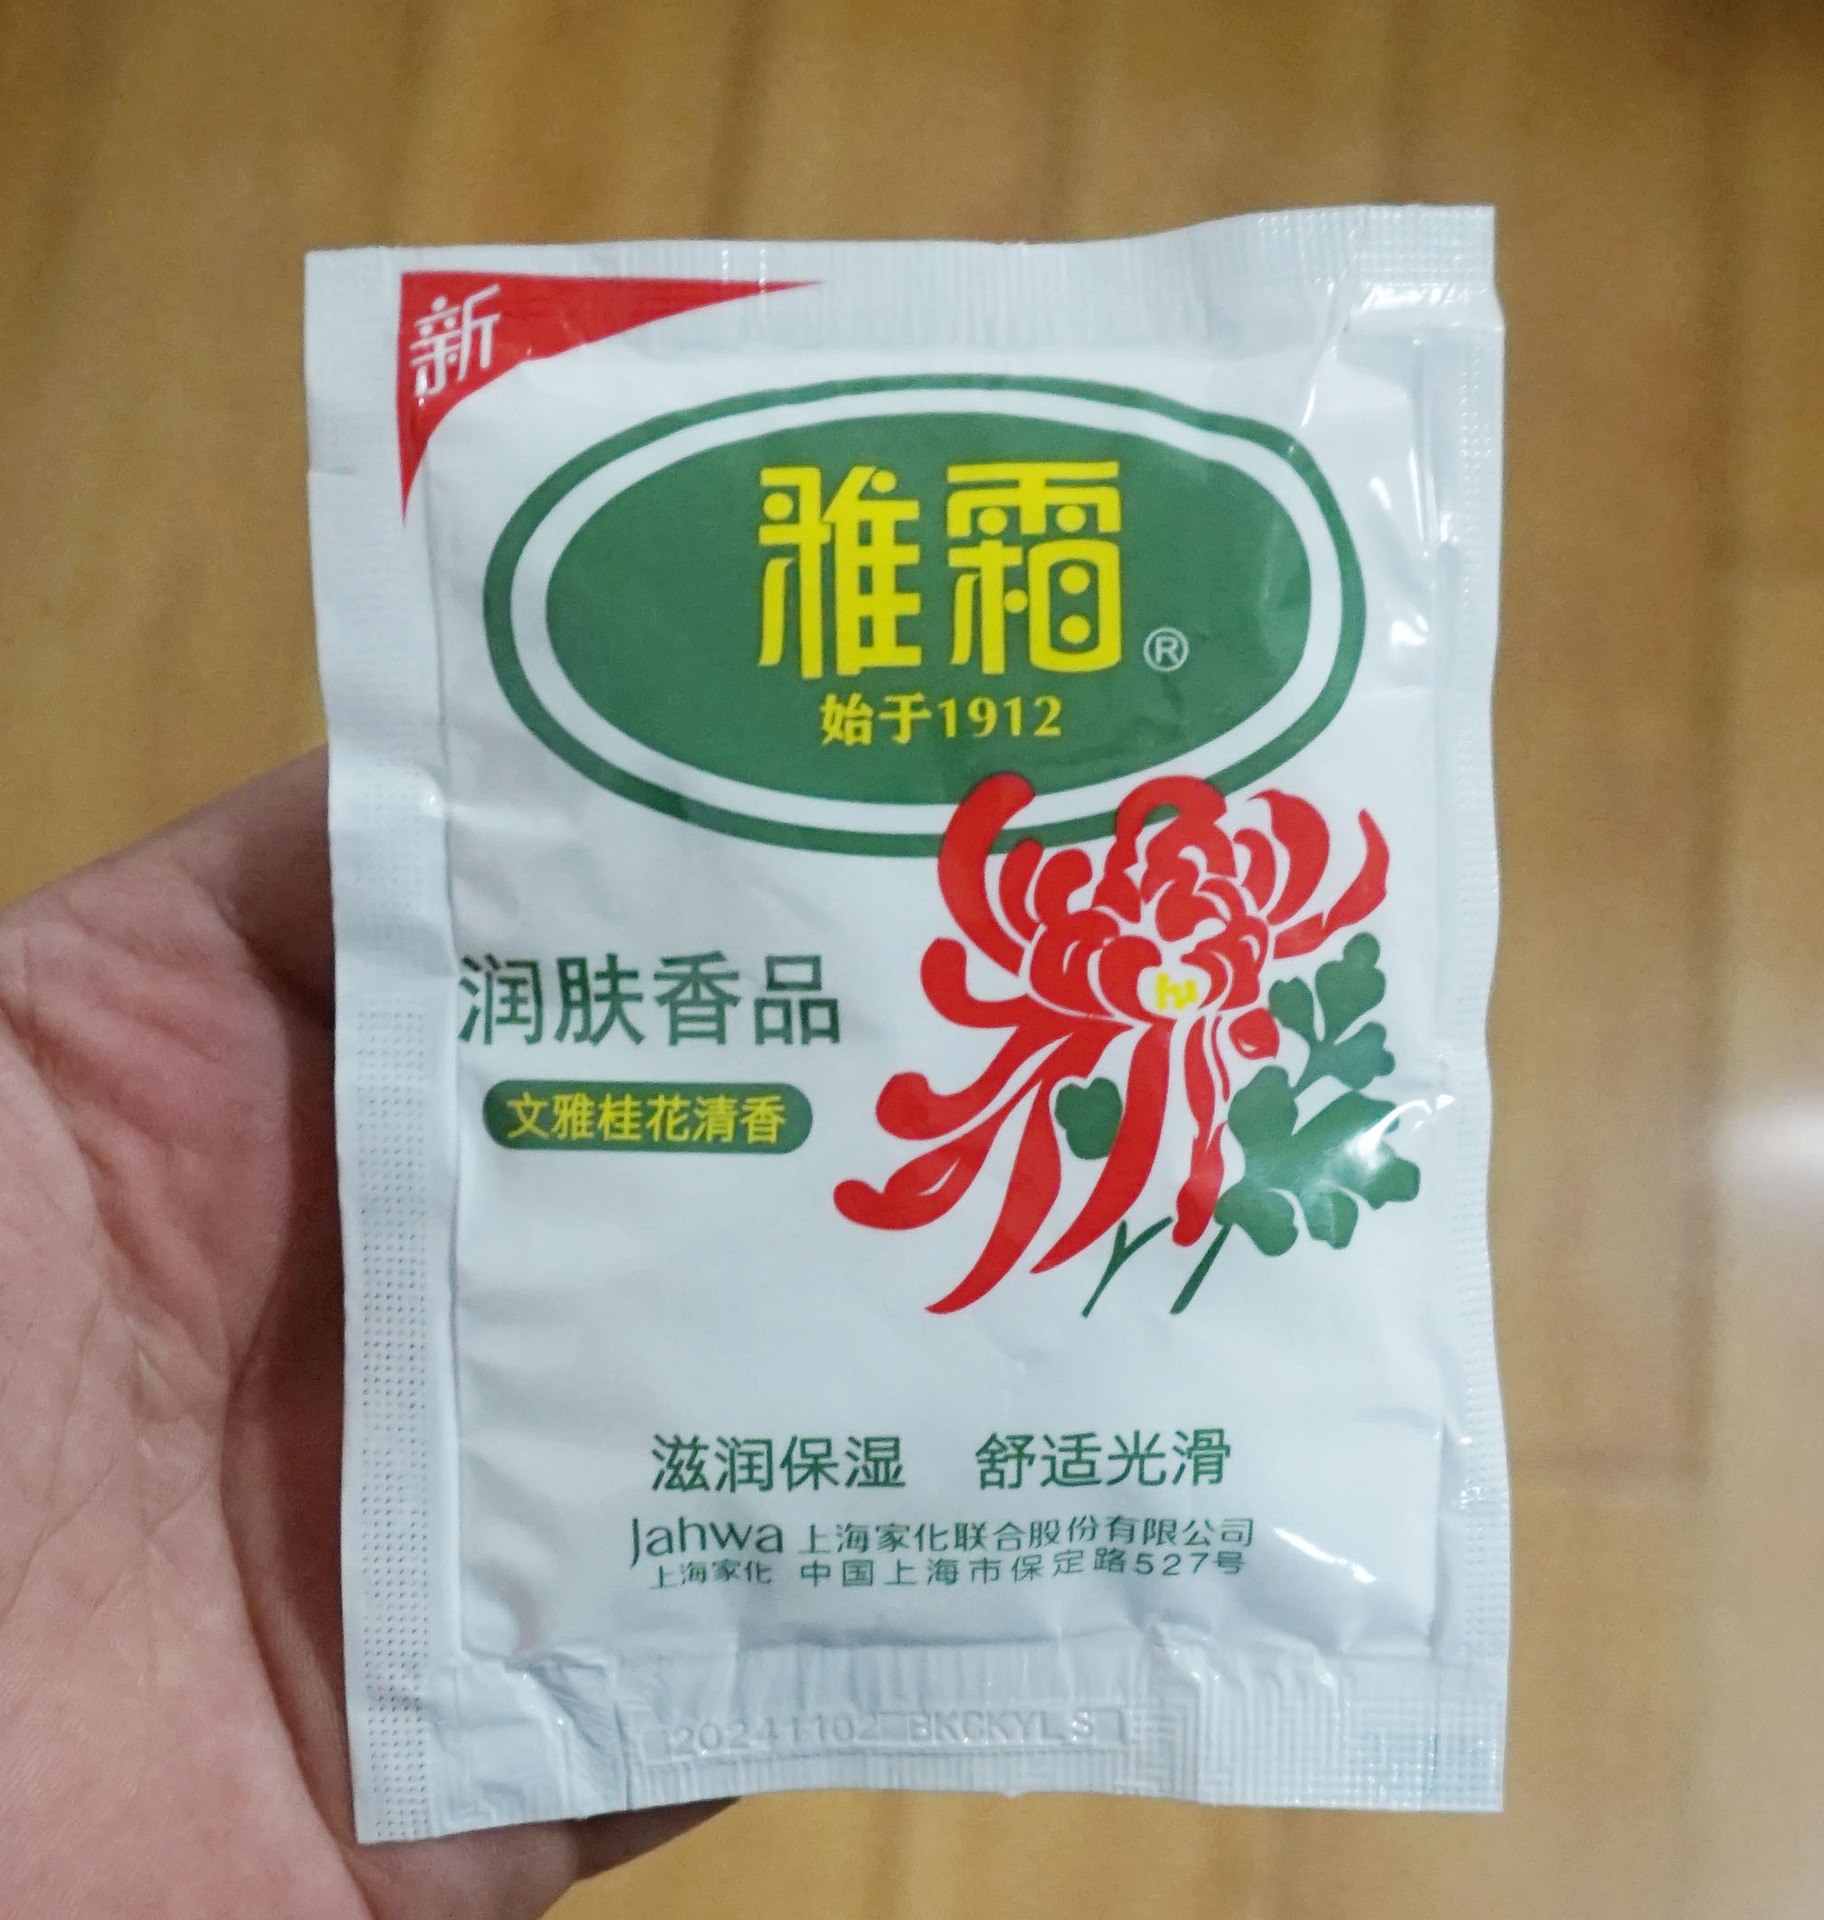 新
雅霜®
始于1912
润肤香品
文雅桂花清香
滋润保湿 舒适光滑
Jahwa 上海家化联合股份有限公司
上海家化 中国上海市保定路527号
20241102